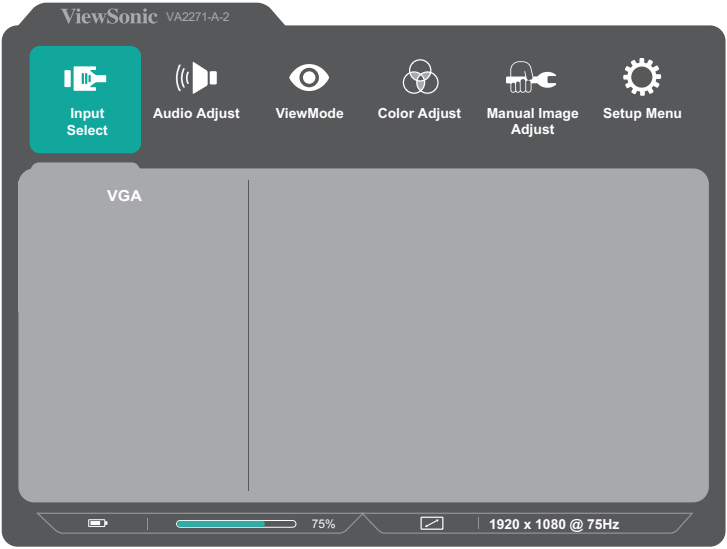 ViewSonic VA2271-A-2
Input
Select
Audio Adjust
ViewMode
Color Adjust
Manual Image
Adjust
Setup Menu
VGA
75%
1920 x 1080 @ 75Hz